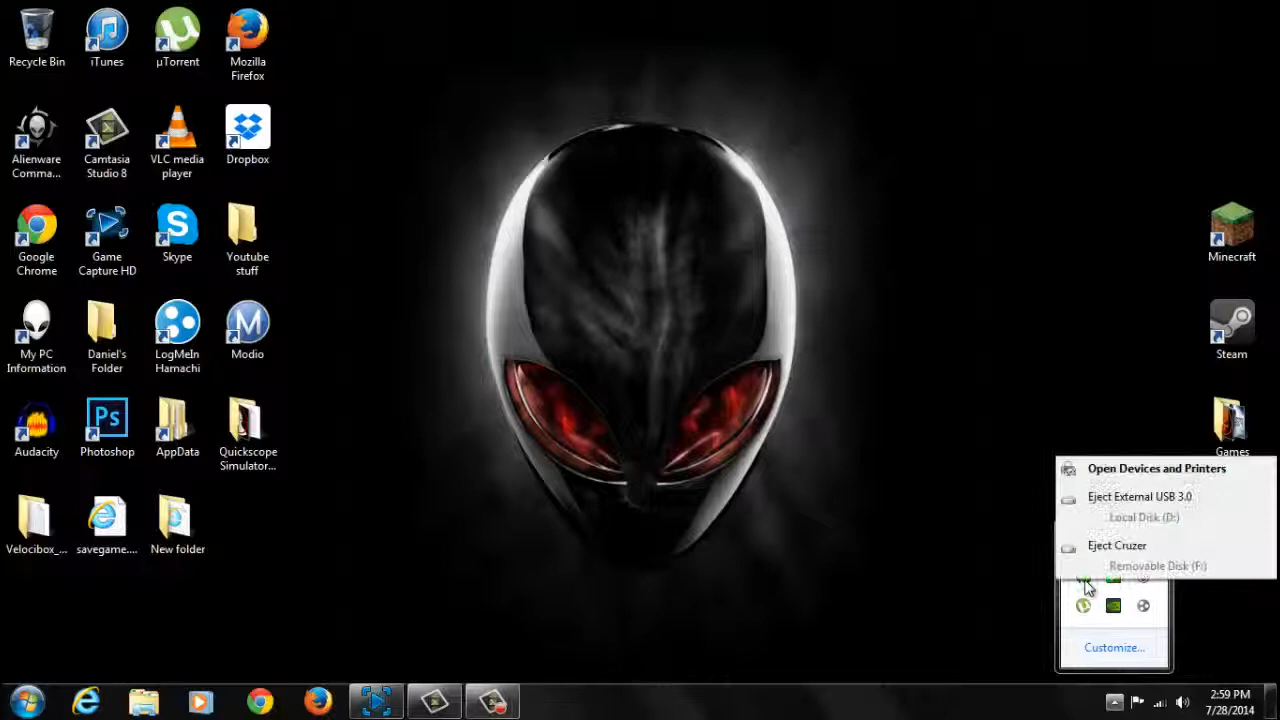 Recycle Bin
iTunes
µTorrent
Mozilla
Firefox
Alienware
Comma...
Camtasia
Studio 8
VLC media
player
Dropbox
Google
Chrome
Game
Capture HD
Skype
Youtube
stuff
My PC
Information
Daniel's
Folder
LogMeIn
Hamachi
Modio
Ps
Audacity
Photoshop
AppData
Quickscope
Simulator...
Velocibox_...
savegame....
New folder
Minecraft
Steam
Games
Open Devices and Printers
Eject External USB 3.0
Local Disk (D:)
Eject Cruzer
Removable Disk (F:)
Customize...
2:59 PM
7/28/2014